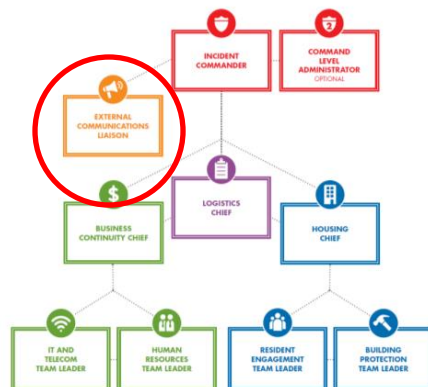 INCIDENT
COMMANDER
2
COMMAND
LEVEL
ADMINISTRATOR
OPTIONAL
EXTERNAL
COMMUNICATIONS
LIAISON
$
BUSINESS
CONTINUITY CHIEF
LOGISTICS
CHIEF
HOUSING
CHIEF
IT AND
TELECOM
TEAM LEADER
HUMAN
RESOURCES
TEAM LEADER
RESIDENT
ENGAGEMENT
TEAM LEADER
BUILDING
PROTECTION
TEAM LEADER